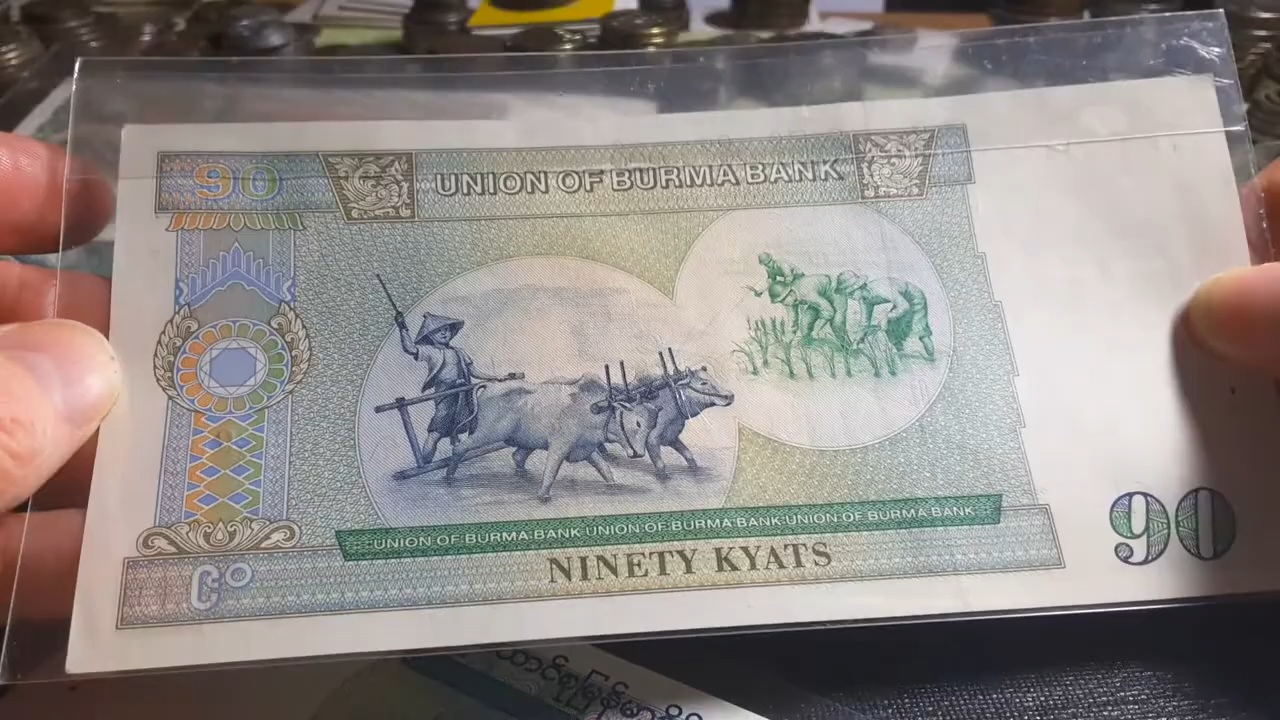 90
UNION OF BURMA BANK
UNION OF BURMA BANK·UNION OF BURMA BANK·UNION OF BURMA BANK
NINETY KYATS
၉၀
90